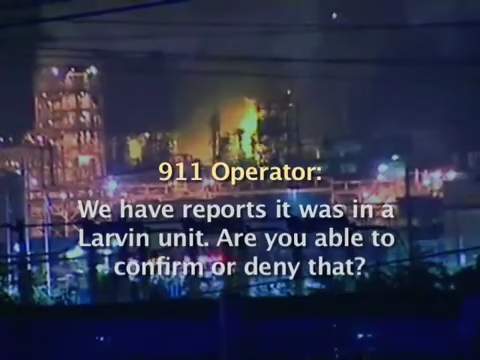 911 Operator:
We have reports it was in a
Larvin unit. Are you able to
confirm or deny that?